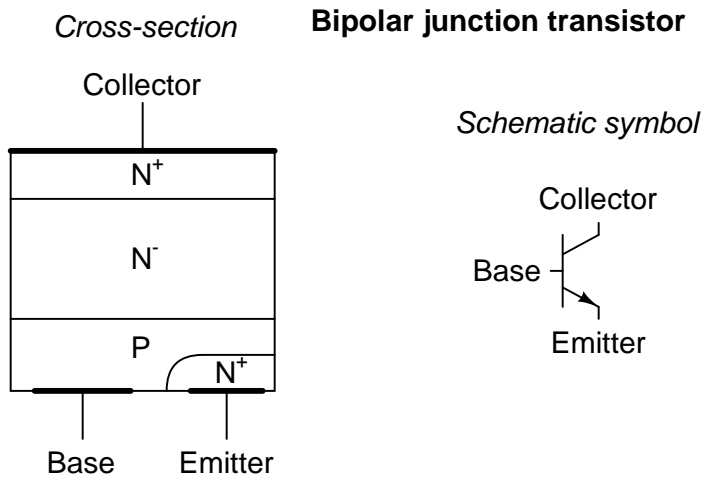 Cross-section
Bipolar junction transistor
Collector
Schematic symbol
N+
Collector
N-
Base
Emitter
P
N+
Base
Emitter